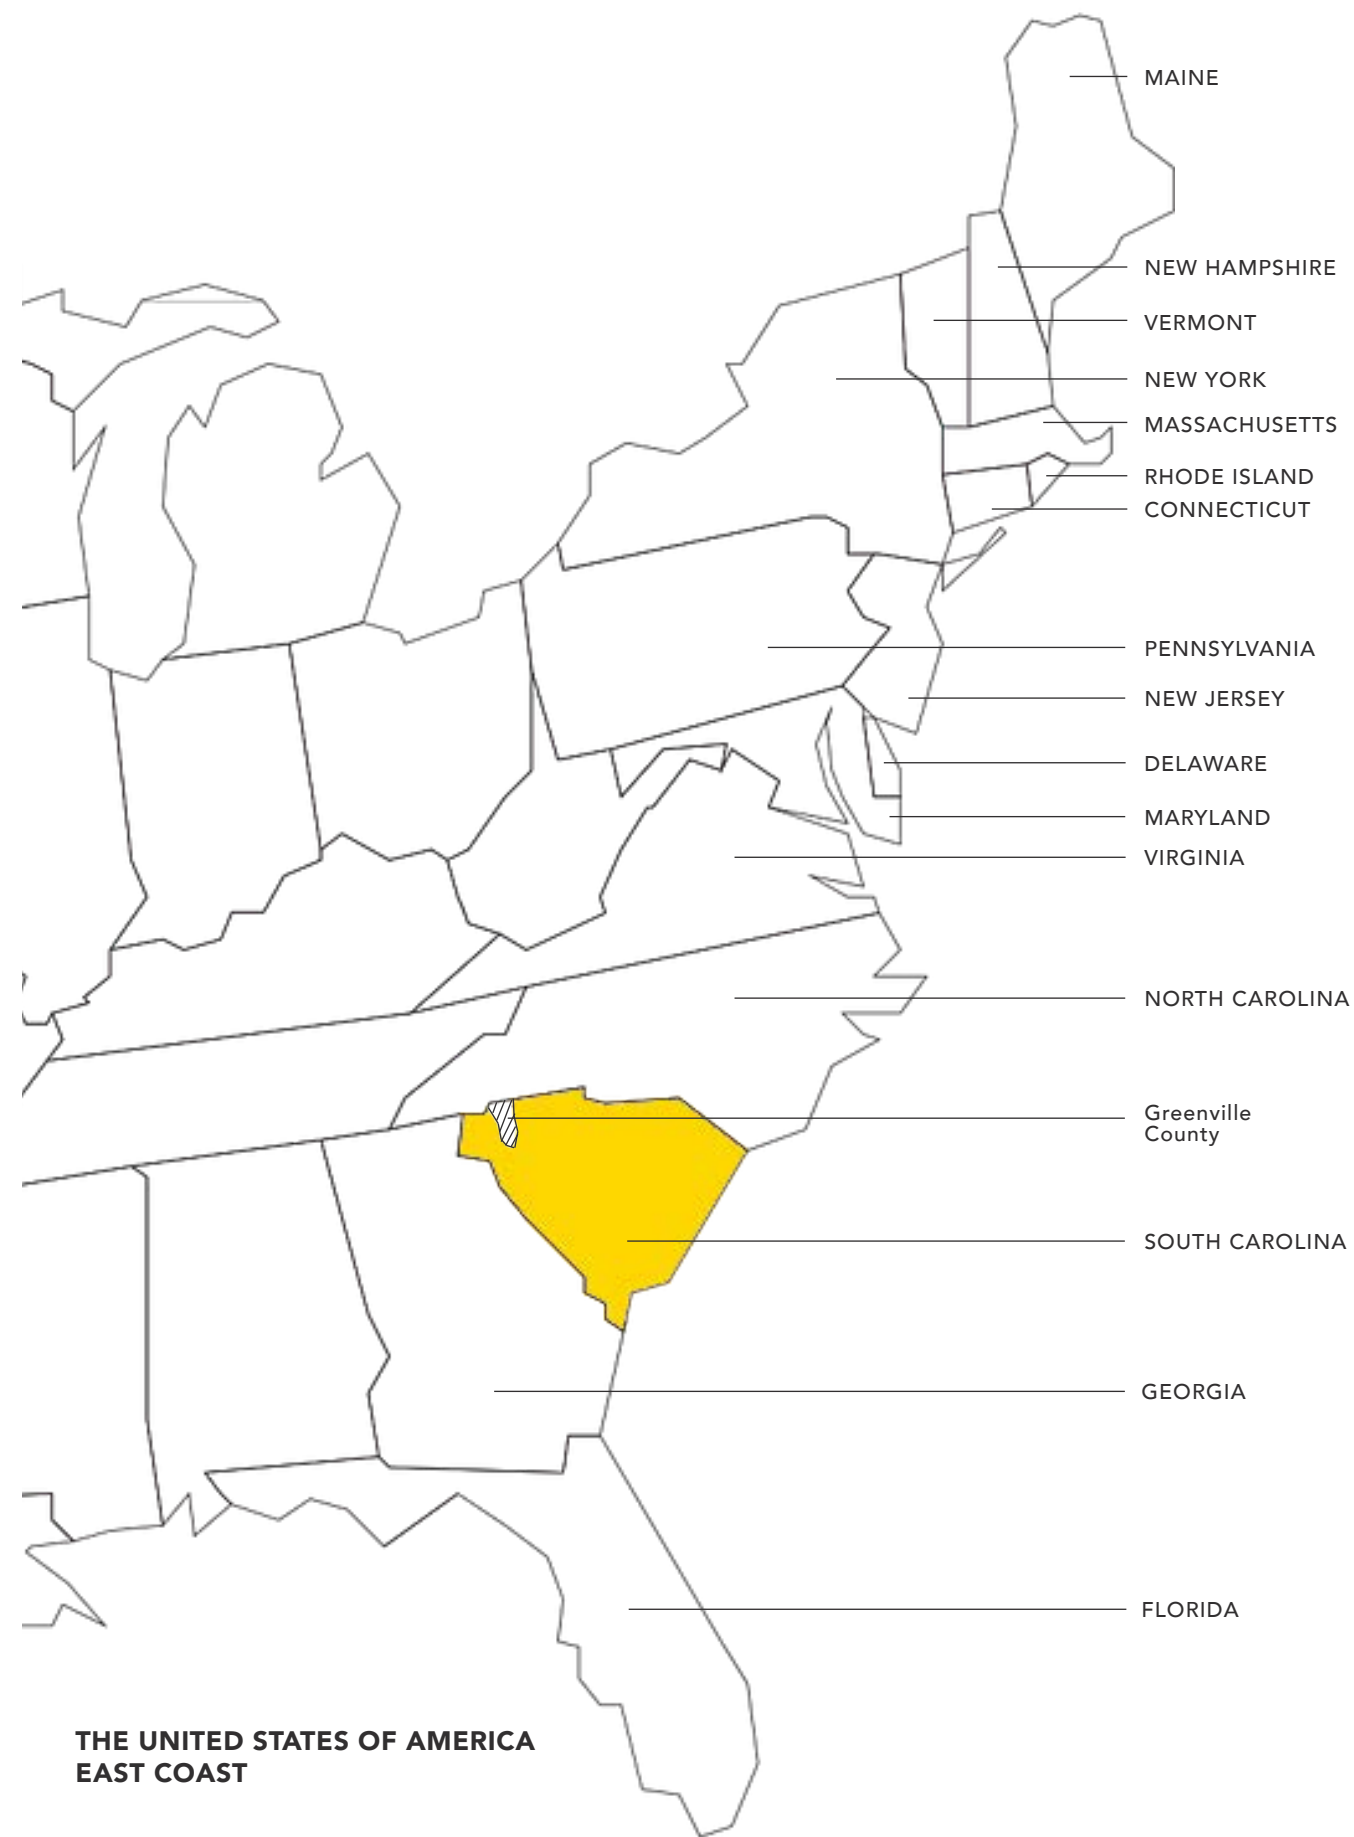 MAINE
NEW HAMPSHIRE
VERMONT
NEW YORK
MASSACHUSETTS
RHODE ISLAND
CONNECTICUT
PENNSYLVANIA
NEW JERSEY
DELAWARE
MARYLAND
VIRGINIA
NORTH CAROLINA
Greenville
County
SOUTH CAROLINA
GEORGIA
FLORIDA
THE UNITED STATES OF AMERICA
EAST COAST